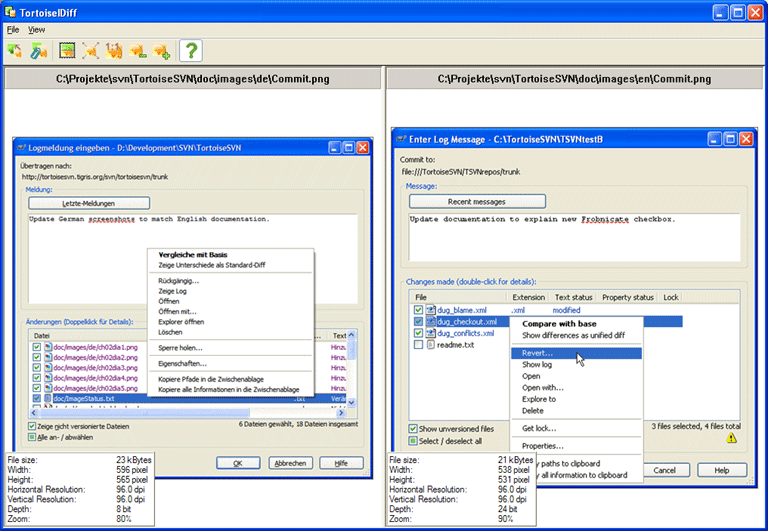 TortoiseIDiff
File View
C:\Projekte\svn\TortoiseSVN\doc\images\de\Commit.png
Logmeldung eingeben - D:\Development\SVN\TortoiseSVN
Übertragen nach:
http://tortoisesvn.tigris.org/svn/tortoisesvn/trunk
Meldung:
Letzte-Meldungen
Update German screenshots to match English documentation.
Vergleiche mit Basis
Zeige Unterschiede als Standard-Diff
Rückgängig...
Zeige Log
Öffnen
Öffnen mit...
Explorer öffnen
Löschen
Sperre holen...
Eigenschaften...
Kopiere Pfade in die Zwischenablage
Kopiere alle Informationen in die Zwischenablage
Änderungen (Doppelklick für Details):
Datei Text
doc/images/de/ch02dia1.png Hinzu
doc/images/de/ch02dia2.png Hinzu
doc/images/de/ch02dia3.png Hinzu
doc/images/de/ch02dia4.png Hinzu
doc/images/de/ch02dia5.png Hinzu
doc/ImageStatus.txt .txt Verän
Zeige nicht versionierte Dateien
6 Dateien gewählt, 18 Dateien insgesamt
Alle an- / abwählen
OK Abbrechen Hilfe
File size: 23 kBytes
Width: 596 pixel
Height: 565 pixel
Horizontal Resolution: 96.0 dpi
Vertical Resolution: 96.0 dpi
Depth: 8 bit
Zoom: 80%
C:\Projekte\svn\TortoiseSVN\doc\images\en\Commit.png
Enter Log Message - C:\TortoiseSVN\TSVNtestB
Commit to:
file:///TortoiseSVN/TSVNrepos/trunk
Message:
Recent messages
Update documentation to explain new Frobnicate checkbox.
Changes made (double-click for details):
File Extension Text status Property status Lock
dug_blame.xml .xml modified
dug_checkout.xml
dug_conflicts.xml
readme.txt
Compare with base
Show differences as unified diff
Revert...
Show log
Open
Open with...
Explore to
Delete
Get lock...
Properties...
paths to clipboard
all information to clipboard
Show unversioned files
3 files selected, 4 files total
Select / deselect all
Cancel Help
File size: 21 kBytes
Width: 538 pixel
Height: 531 pixel
Horizontal Resolution: 96.0 dpi
Vertical Resolution: 96.0 dpi
Depth: 24 bit
Zoom: 90%